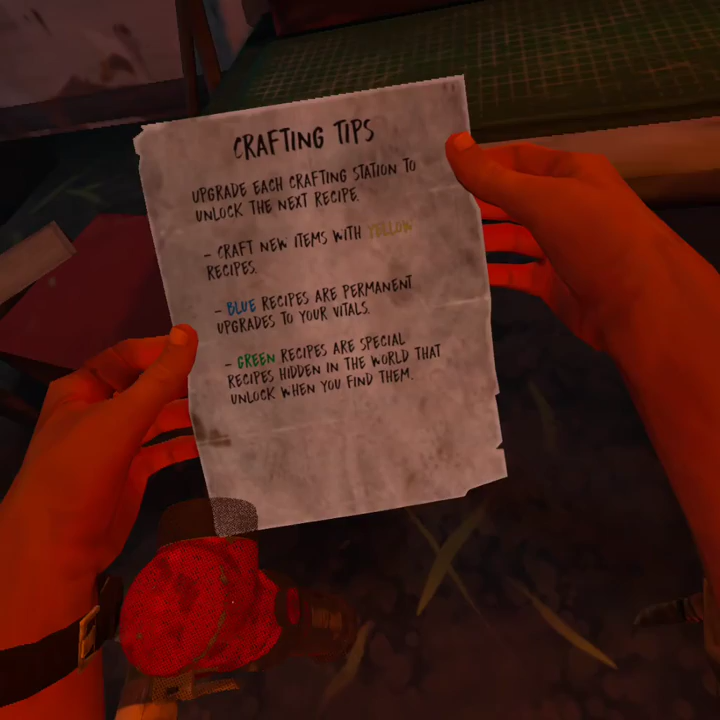 CRAFTING TIPS
UPGRADE EACH CRAFTING STATION TO
UNLOCK THE NEXT RECIPE.
- CRAFT NEW ITEMS WITH YELLOW
RECIPES.
- BLUE RECIPES ARE PERMANENT
UPGRADES TO YOUR VITALS.
- GREEN RECIPES ARE SPECIAL
RECIPES HIDDEN IN THE WORLD THAT
UNLOCK WHEN YOU FIND THEM.